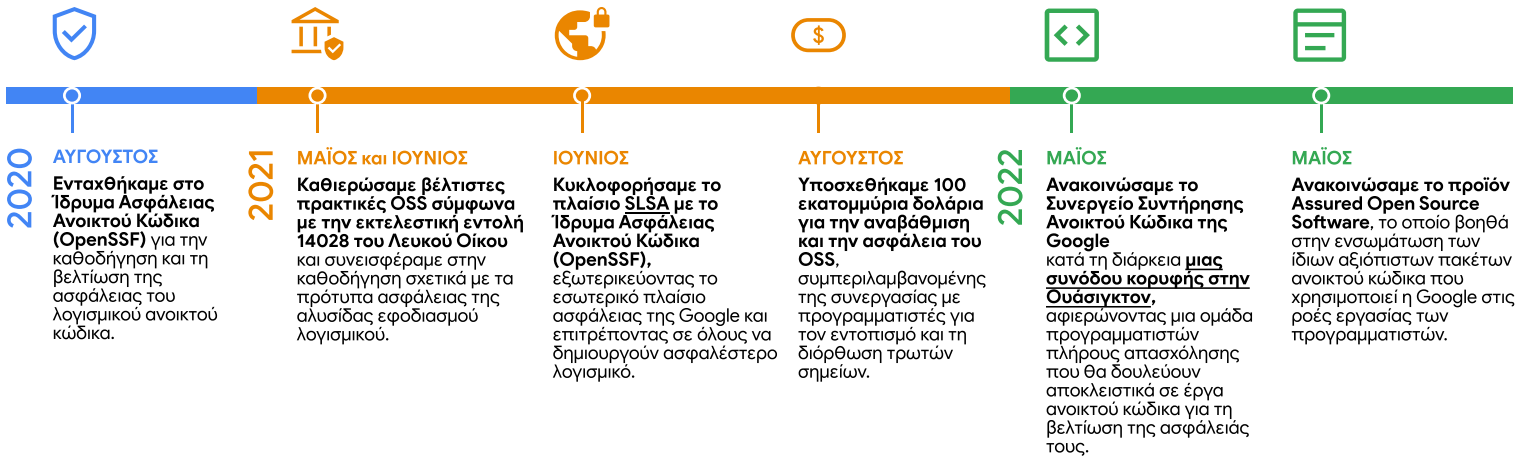 2020
ΑΥΓΟΥΣΤΟΣ
Ενταχθήκαμε στο
Ίδρυμα Ασφάλειας
Ανοικτού Κώδικα
(OpenSSF) για την
καθοδήγηση και τη
βελτίωση της
ασφάλειας του
λογισμικού ανοικτού
κώδικα.
2021
ΜΑΪΟΣ και ΙΟΥΝΙΟΣ
Καθιερώσαμε βέλτιστες
πρακτικές OSS σύμφωνα
με την εκτελεστική εντολή
14028 του Λευκού Οίκου
και συνεισφέραμε στην
καθοδήγηση σχετικά με τα
πρότυπα ασφάλειας της
αλυσίδας εφοδιασμού
λογισμικού.
ΙΟΥΝΙΟΣ
Κυκλοφορήσαμε το
πλαίσιο SLSA με το
Ίδρυμα Ασφάλειας
Ανοικτού Κώδικα
(OpenSSF),
εξωτερικεύοντας το
εσωτερικό πλαίσιο
ασφάλειας της Google και
επιτρέποντας σε όλους να
δημιουργούν ασφαλέστερο
λογισμικό.
$
ΑΥΓΟΥΣΤΟΣ
Υποσχεθήκαμε 100
εκατομμύρια δολάρια
για την αναβάθμιση
και την ασφάλεια του
OSS,
συμπεριλαμβανομένης
της συνεργασίας με
προγραμματιστές για
τον εντοπισμό και τη
διόρθωση τρωτών
σημείων.
2022
ΜΑΪΟΣ
Ανακοινώσαμε το
Συνεργείο Συντήρησης
Ανοικτού Κώδικα της
Google
κατά τη διάρκεια μιας
συνόδου κορυφής στην
Ουάσιγκτον,
αφιερώνοντας μια ομάδα
προγραμματιστών
πλήρους απασχόλησης
που θα δουλεύουν
αποκλειστικά σε έργα
ανοικτού κώδικα για τη
βελτίωση της ασφάλειάς
τους.
ΜΑΪΟΣ
Ανακοινώσαμε το προϊόν
Assured Open Source
Software, το οποίο βοηθά
στην ενσωμάτωση των
ίδιων αξιόπιστων πακέτων
ανοικτού κώδικα που
χρησιμοποιεί η Google στις
ροές εργασίας των
προγραμματιστών.